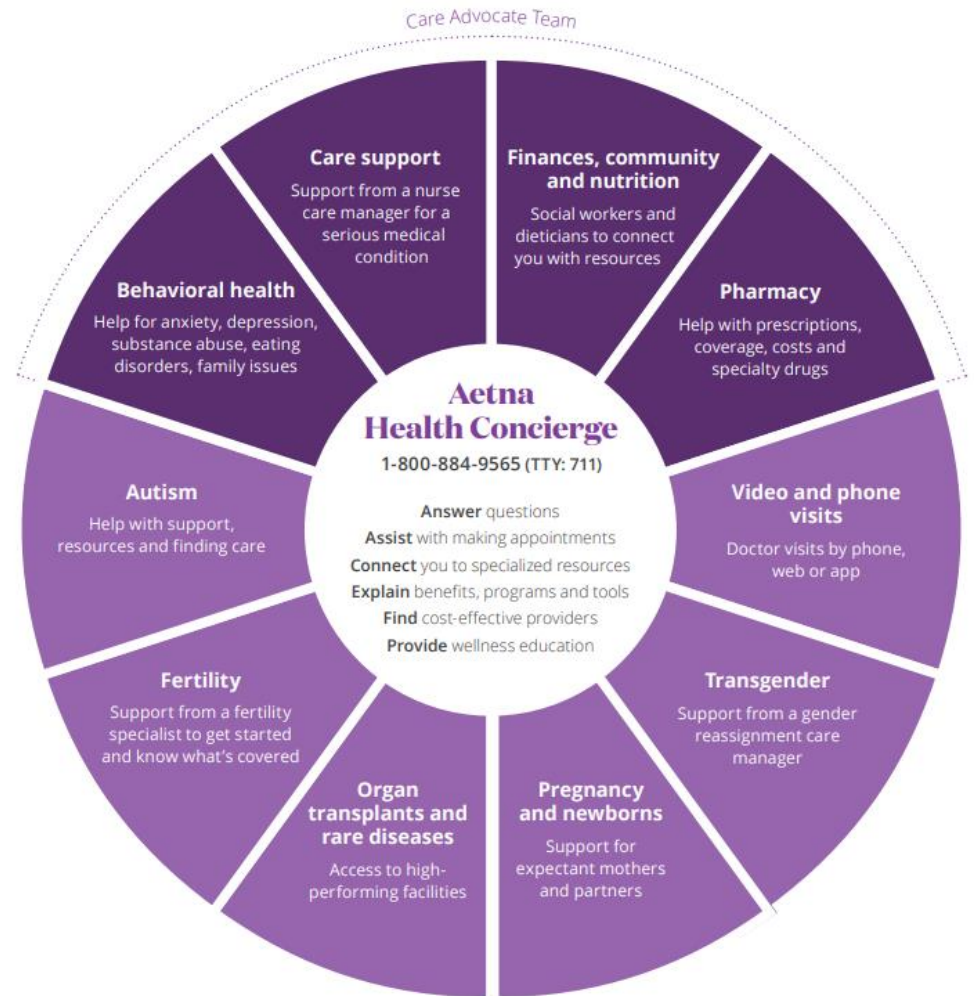 Care Advocate Team
Care support
Support from a nurse
care manager for a
serious medical
condition
Finances, community
and nutrition
Social workers and
dieticians to connect
you with resources
Behavioral health
Help for anxiety, depression,
substance abuse, eating
disorders, family issues
Pharmacy
Help with prescriptions,
coverage, costs and
specialty drugs
Aetna
Health Concierge
1-800-884-9565 (TTY: 711)
Answer questions
Assist with making appointments
Connect you to specialized resources
Explain benefits, programs and tools
Find cost-effective providers
Provide wellness education
Autism
Help with support,
resources and finding care
Video and phone
visits
Doctor visits by phone,
web or app
Fertility
Support from a fertility
specialist to get started
and know what's covered
Transgender
Support from a gender
reassignment care
manager
Organ
transplants and
rare diseases
Access to high-
performing facilities
Pregnancy
and newborns
Support for
expectant mothers
and partners